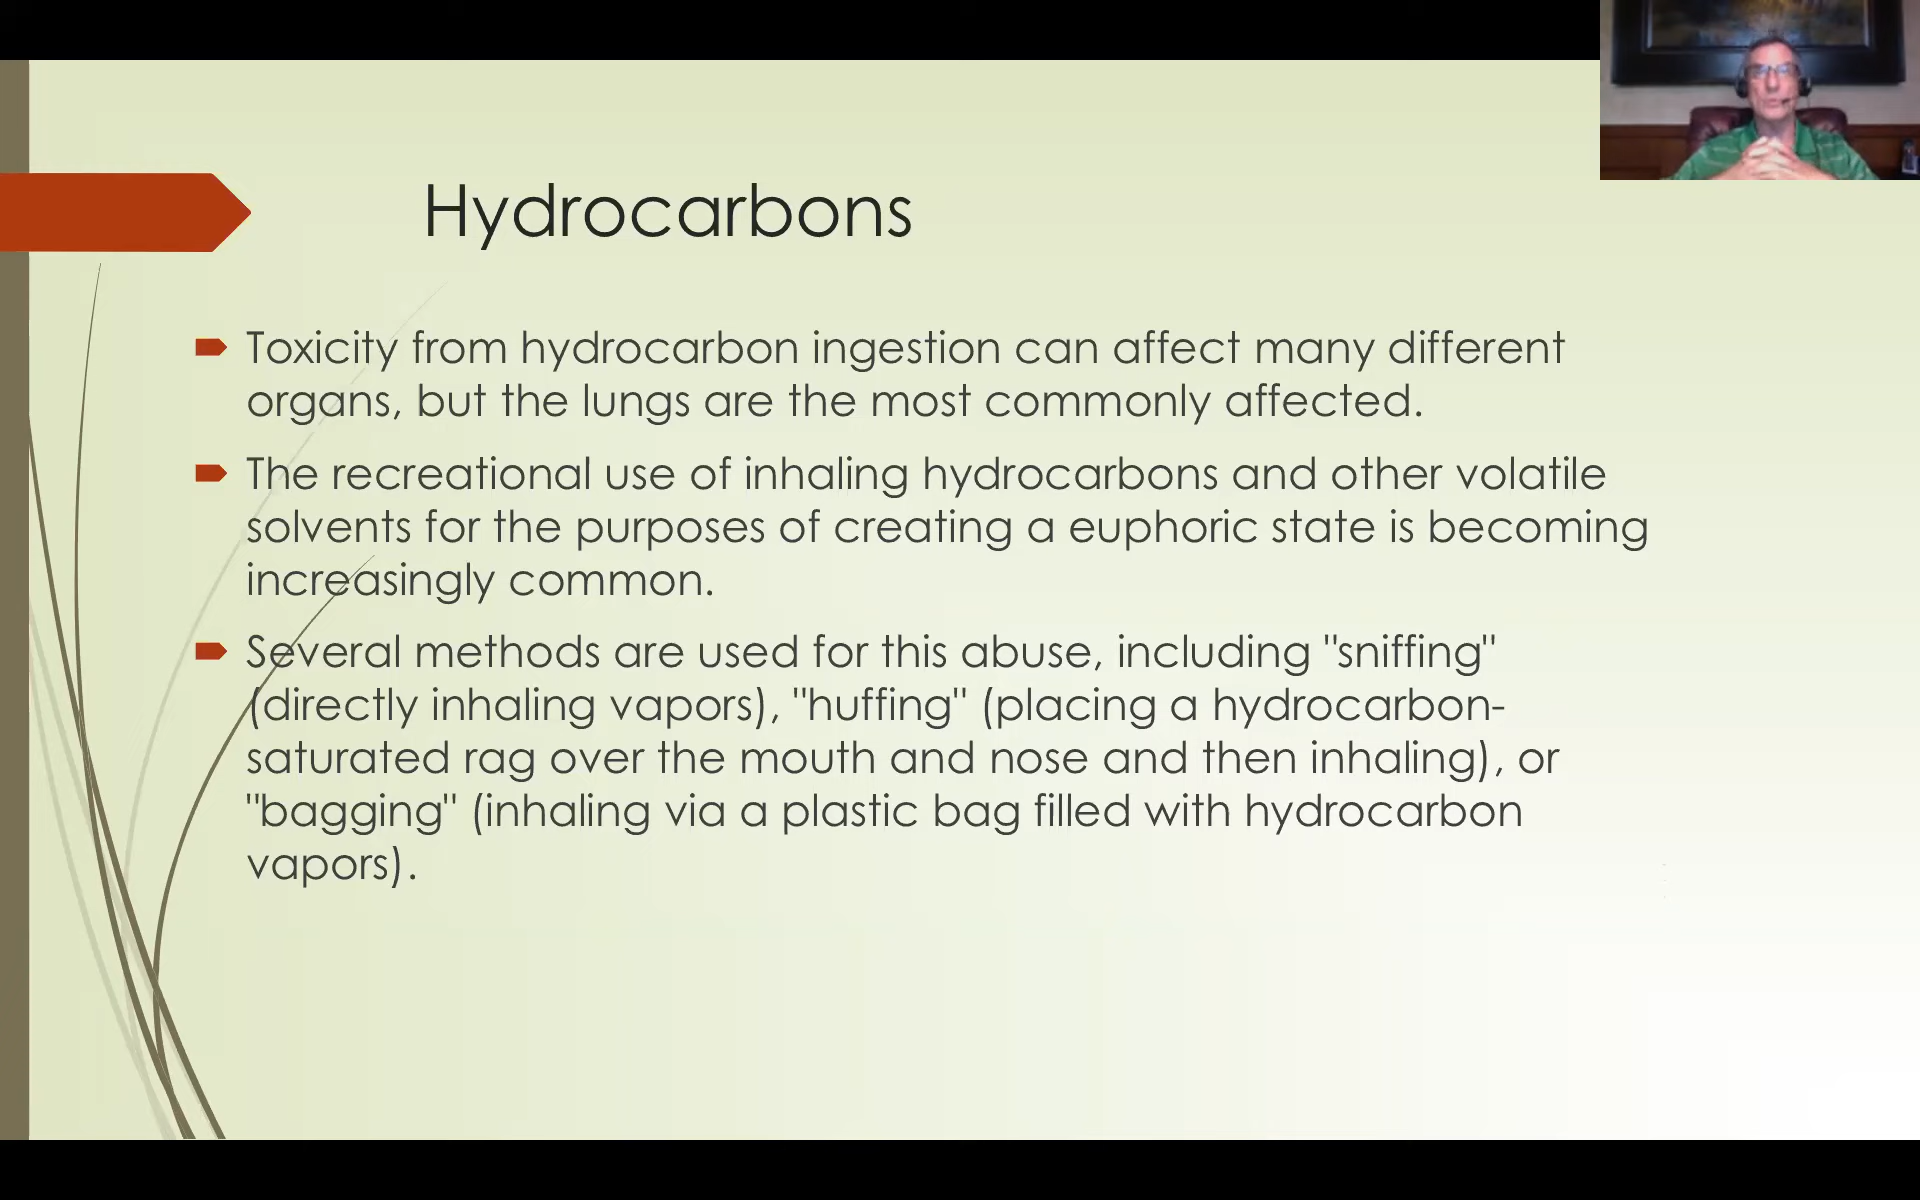 Hydrocarbons
Toxicity from hydrocarbon ingestion can affect many different
organs, but the lungs are the most commonly affected.
The recreational use of inhaling hydrocarbons and other volatile
solvents for the purposes of creating a euphoric state is becoming
increasingly common.
Several methods are used for this abuse, including "sniffing"
(directly inhaling vapors), "huffing" (placing a hydrocarbon-
saturated rag over the mouth and nose and then inhaling), or
"bagging" (inhaling via a plastic bag filled with hydrocarbon
vapors).